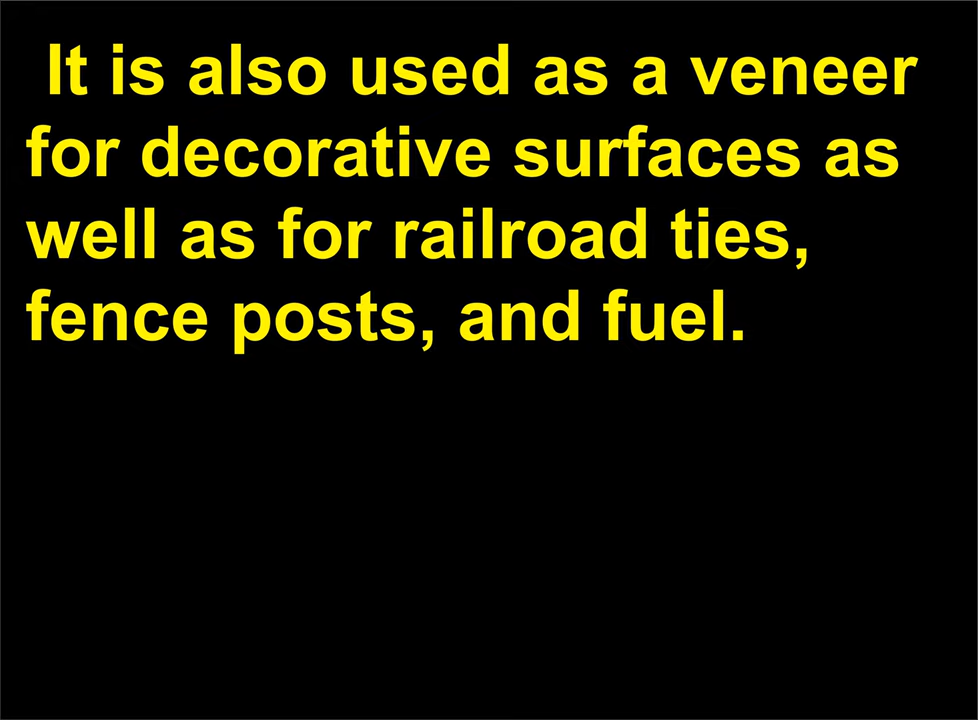 It is also used as a veneer
for decorative surfaces as
well as for railroad ties,
fence posts, and fuel.